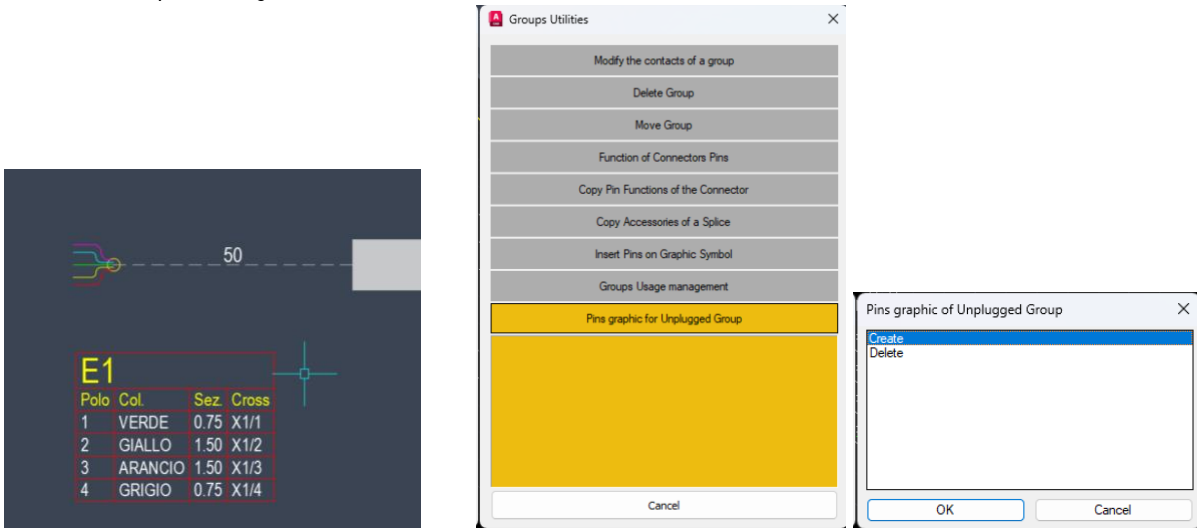 50
E1
Polo Col. Sez. Cross
1 VERDE 0.75 X1/1
2 GIALLO 1.50 X1/2
3 ARANCIO 1.50 X1/3
4 GRIGIO 0.75 X1/4
Groups Utilities
Modify the contacts of a group
Delete Group
Move Group
Function of Connectors Pins
Copy Pin Functions of the Connector
Copy Accessories of a Splice
Insert Pins on Graphic Symbol
Groups Usage management
Pins graphic for Unplugged Group
Cancel
Pins graphic of Unplugged Group
Create
Delete
OK Cancel